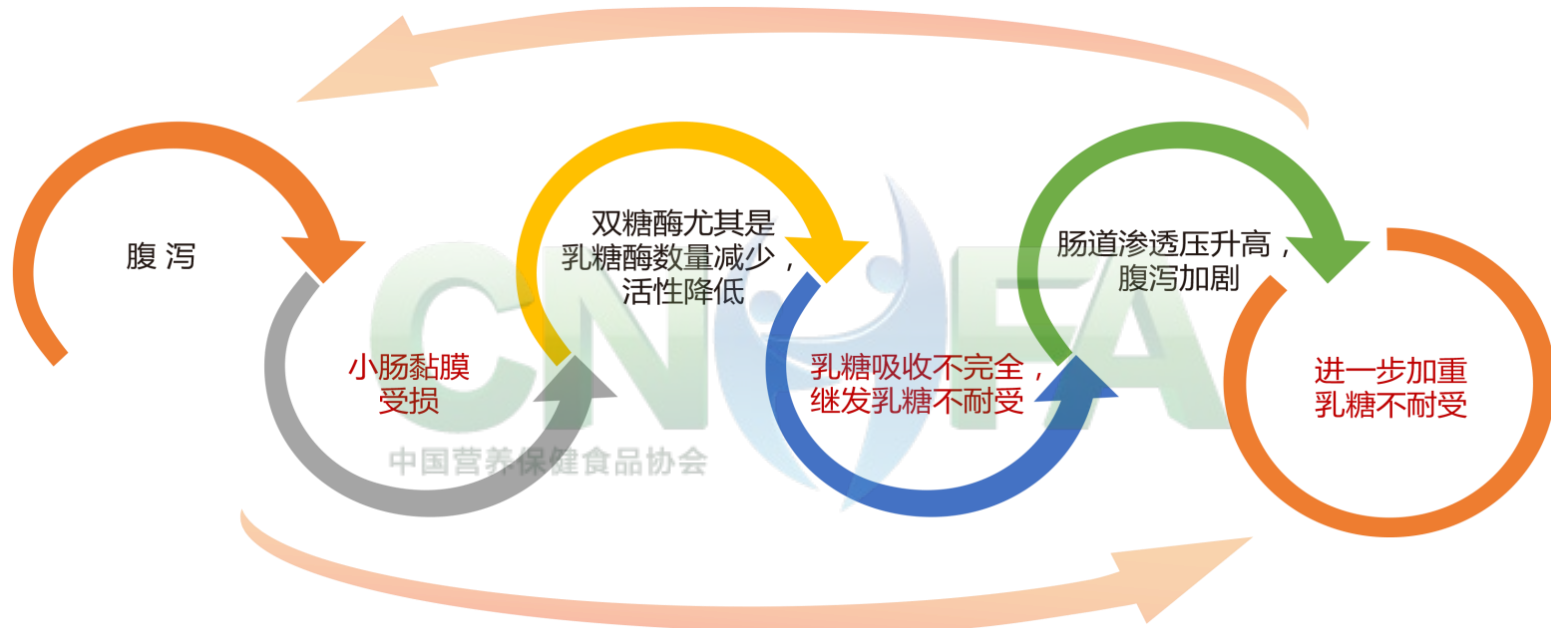 腹 泻
小肠黏膜
受损
双糖酶尤其是
乳糖酶数量减少，
活性降低
乳糖吸收不完全，
继发乳糖不耐受
肠道渗透压升高，
腹泻加剧
进一步加重
乳糖不耐受
CNHFA
中国营养保健食品协会